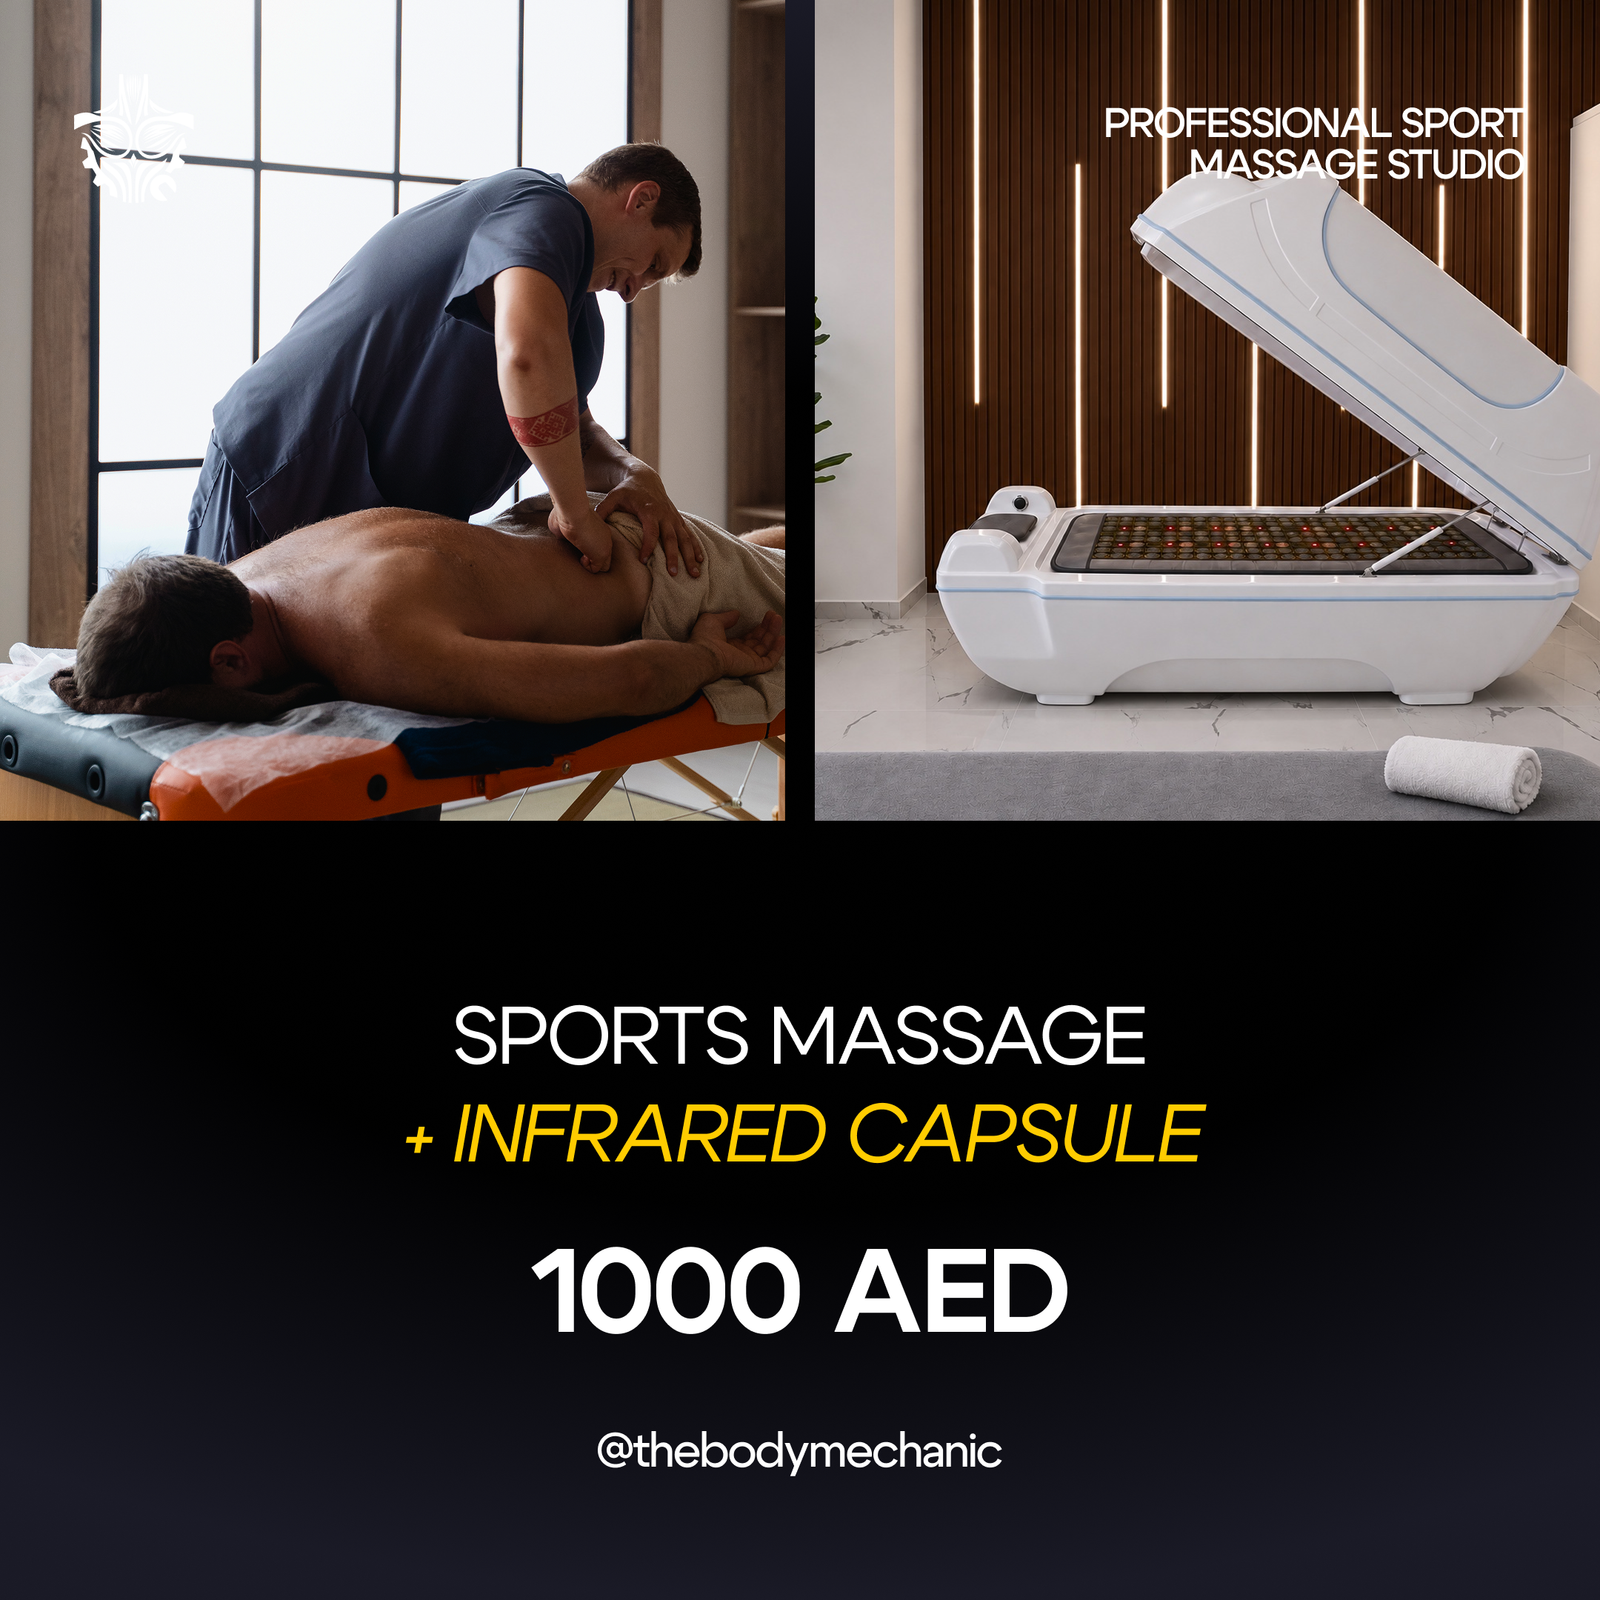 PROFESSIONAL SPORT
MASSAGE STUDIO
SPORTS MASSAGE
+ INFRARED CAPSULE
1000 AED
@thebodymechanic